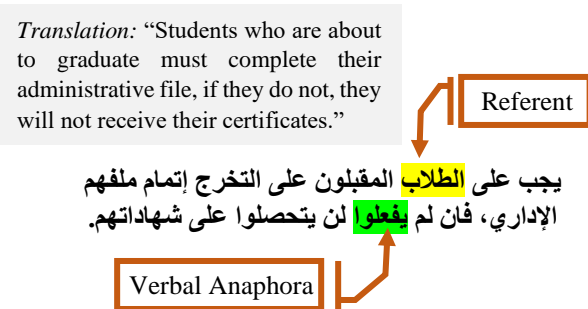 Translation: “Students who are about
to graduate must complete their
administrative file, if they do not, they
will not receive their certificates.”
Referent
يجب على الطلاب المقبلون على التخرج إتمام ملفهم
الإداري، فان لم يفعلوا لن يتحصلوا على شهاداتهم.
Verbal Anaphora